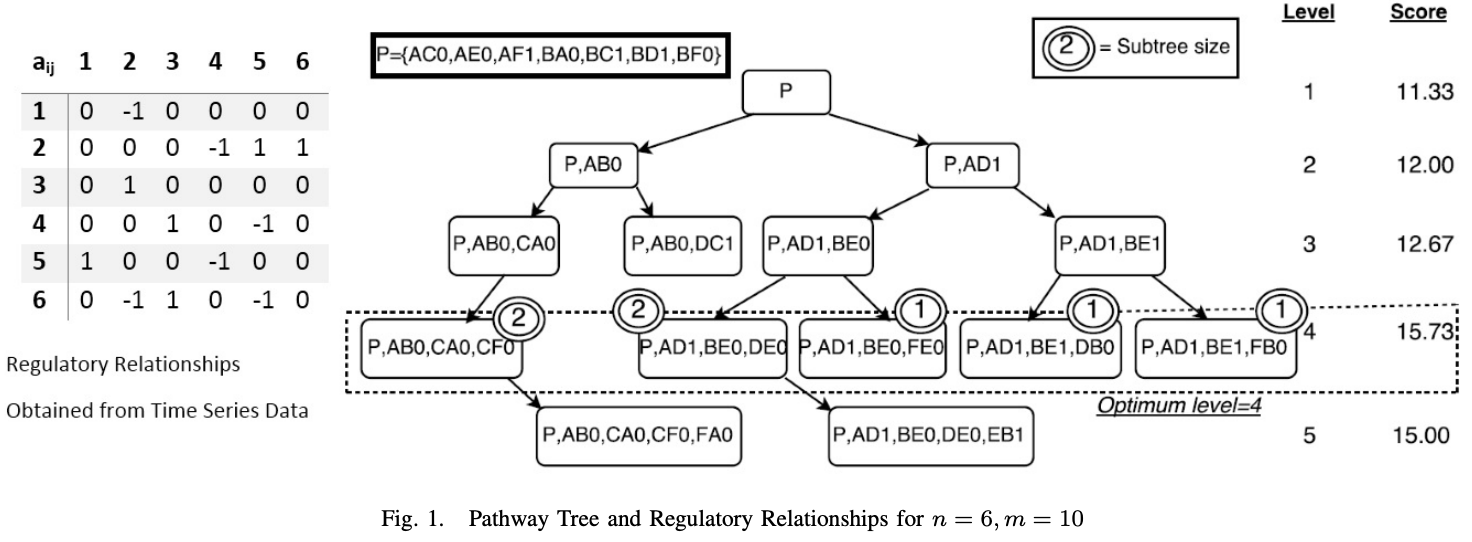 aij 1 2 3 4 5 6
1 0 -1 0 0 0 0
2 0 0 0 -1 1 1
3 0 1 0 0 0 0
4 0 0 1 0 -1 0
5 1 0 0 -1 0 0
6 0 -1 1 0 -1 0
Regulatory Relationships
Obtained from Time Series Data
P={AC0,AE0,AF1,BA0,BC1,BD1,BF0}
2 = Subtree size
Level Score
P
1 11.33
P,AB0
P,AD1
2 12.00
P,AB0,CA0
P,AB0,DC1
P,AD1,BE0
P,AD1,BE1
3 12.67
2
2
1
1
1
P,AB0,CA0,CF0
P,AD1,BE0,DE0
P,AD1,BE0,FE0
P,AD1,BE1,DB0
P,AD1,BE1,FB0
4 15.73
Optimum level=4
P,AB0,CA0,CF0,FA0
P,AD1,BE0,DE0,EB1
5 15.00
Fig. 1. Pathway Tree and Regulatory Relationships for n = 6, m = 10